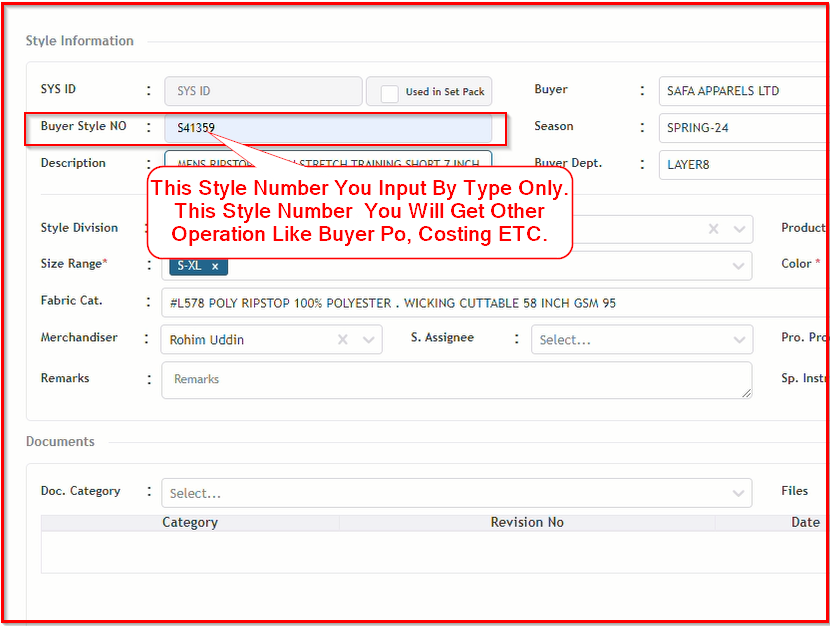 Style Information
SYS ID : SYS ID Used in Set Pack Buyer : SAFA APPARELS LTD
Buyer Style NO : S41359 Season : SPRING-24
Description : MENS RIPSTOP STRETCH TRAINING SHORT 7 INCH Buyer Dept. : LAYER8
This Style Number You Input By Type Only.
This Style Number You Will Get Other
Operation Like Buyer Po, Costing ETC.
Style Division : Product
Size Range* : S-XL x Color *
Fabric Cat. : #L578 POLY RIPSTOP 100% POLYESTER . WICKING CUTTABLE 58 INCH GSM 95
Merchandiser : Rohim Uddin S. Assignee : Select... Pro. Pro
Remarks : Remarks Sp. Instr
Documents
Doc. Category : Select... Files
Category Revision No Date